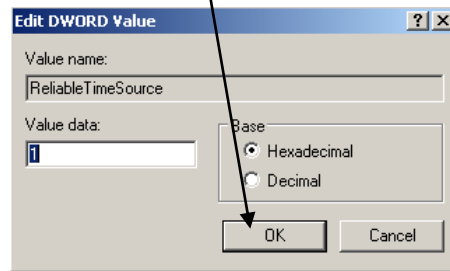 Edit DWORD Value
Value name:
ReliableTimeSource
Value data:
1
Base
Hexadecimal
Decimal
OK
Cancel